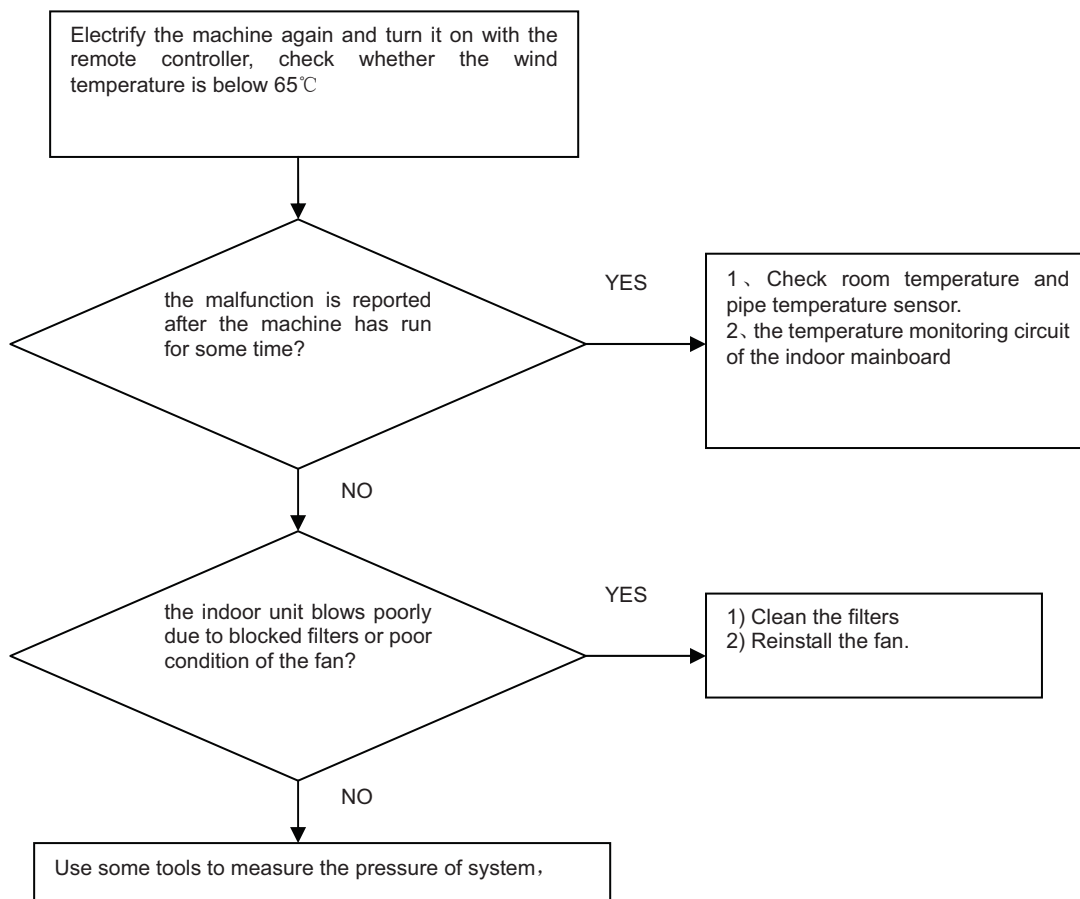 Electrify the machine again and turn it on with the
remote controller, check whether the wind
temperature is below 65℃
the malfunction is reported
after the machine has run
for some time?
YES
1、Check room temperature and
pipe temperature sensor.
2、the temperature monitoring circuit
of the indoor mainboard
NO
the indoor unit blows poorly
due to blocked filters or poor
condition of the fan?
YES
1) Clean the filters
2) Reinstall the fan.
NO
Use some tools to measure the pressure of system，